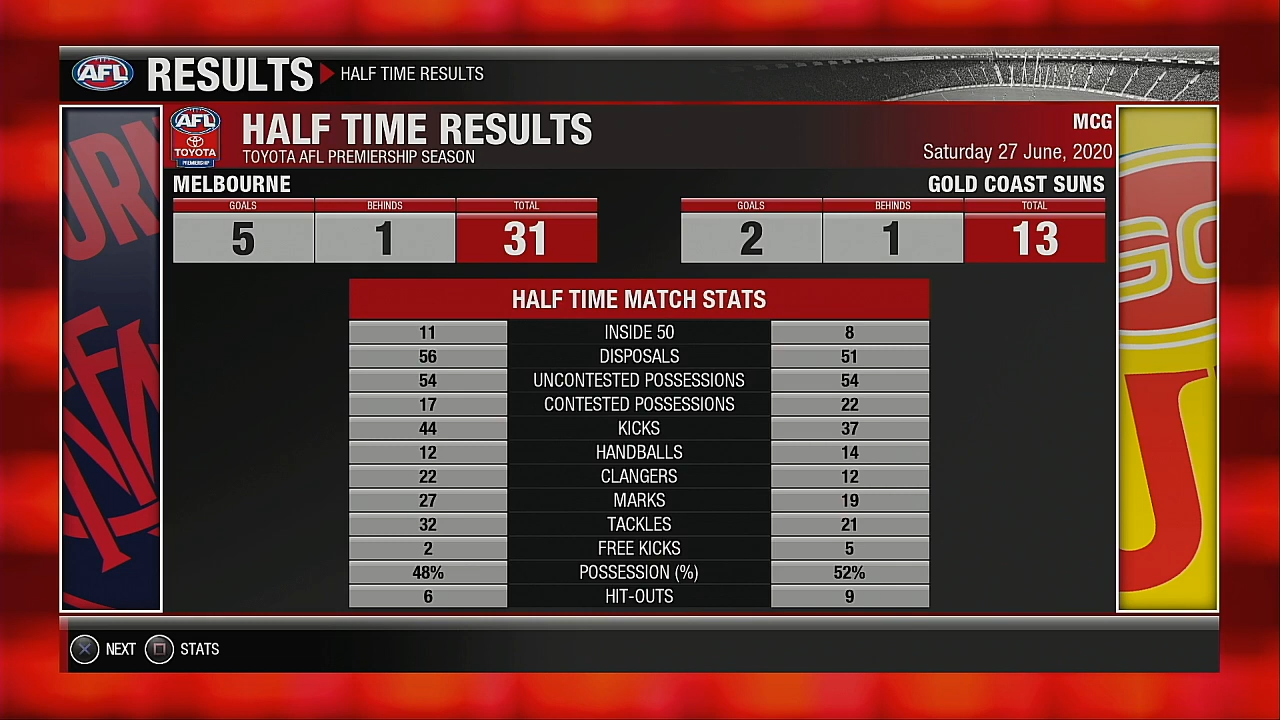 AFL RESULTS HALF TIME RESULTS
AFL TOYOTA PREMIERSHIP
HALF TIME RESULTS
TOYOTA AFL PREMIERSHIP SEASON
MCG
Saturday 27 June, 2020
MELBOURNE GOLD COAST SUNS
GOALS BEHINDS TOTAL GOALS BEHINDS TOTAL
5 1 31 2 1 13
HALF TIME MATCH STATS
11 INSIDE 50 8
56 DISPOSALS 51
54 UNCONTESTED POSSESSIONS 54
17 CONTESTED POSSESSIONS 22
44 KICKS 37
12 HANDBALLS 14
22 CLANGERS 12
27 MARKS 19
32 TACKLES 21
2 FREE KICKS 5
48% POSSESSION (%) 52%
6 HIT-OUTS 9
NEXT STATS